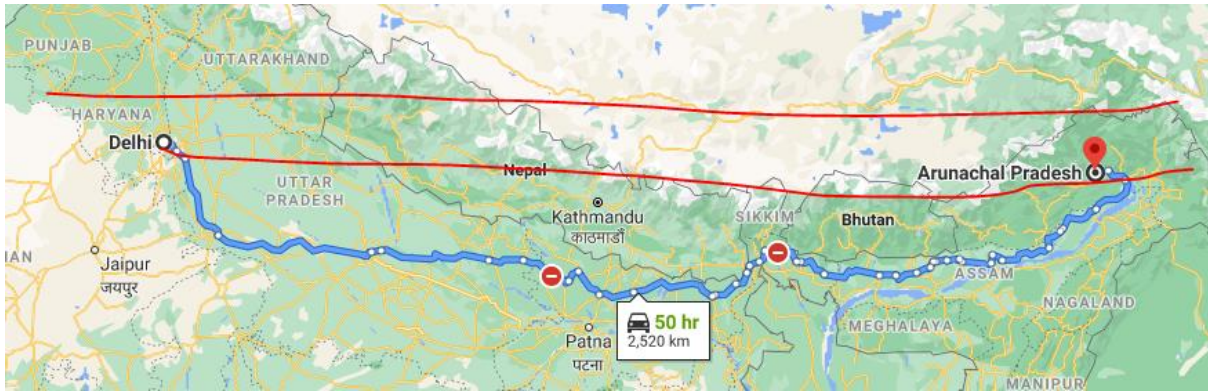 PUNJAB
UTTARAKHAND
HARYANA
Delhi
UTTAR
PRADESH
Nepal
Arunachal Pradesh
Kathmandu
काठमाडौं
SIKKIM
Bhutan
Jaipur
जयपुर
ASSAM
NAGALAND
50 hr
2,520 km
Patna
पटना
MEGHALAYA
MANIPUR